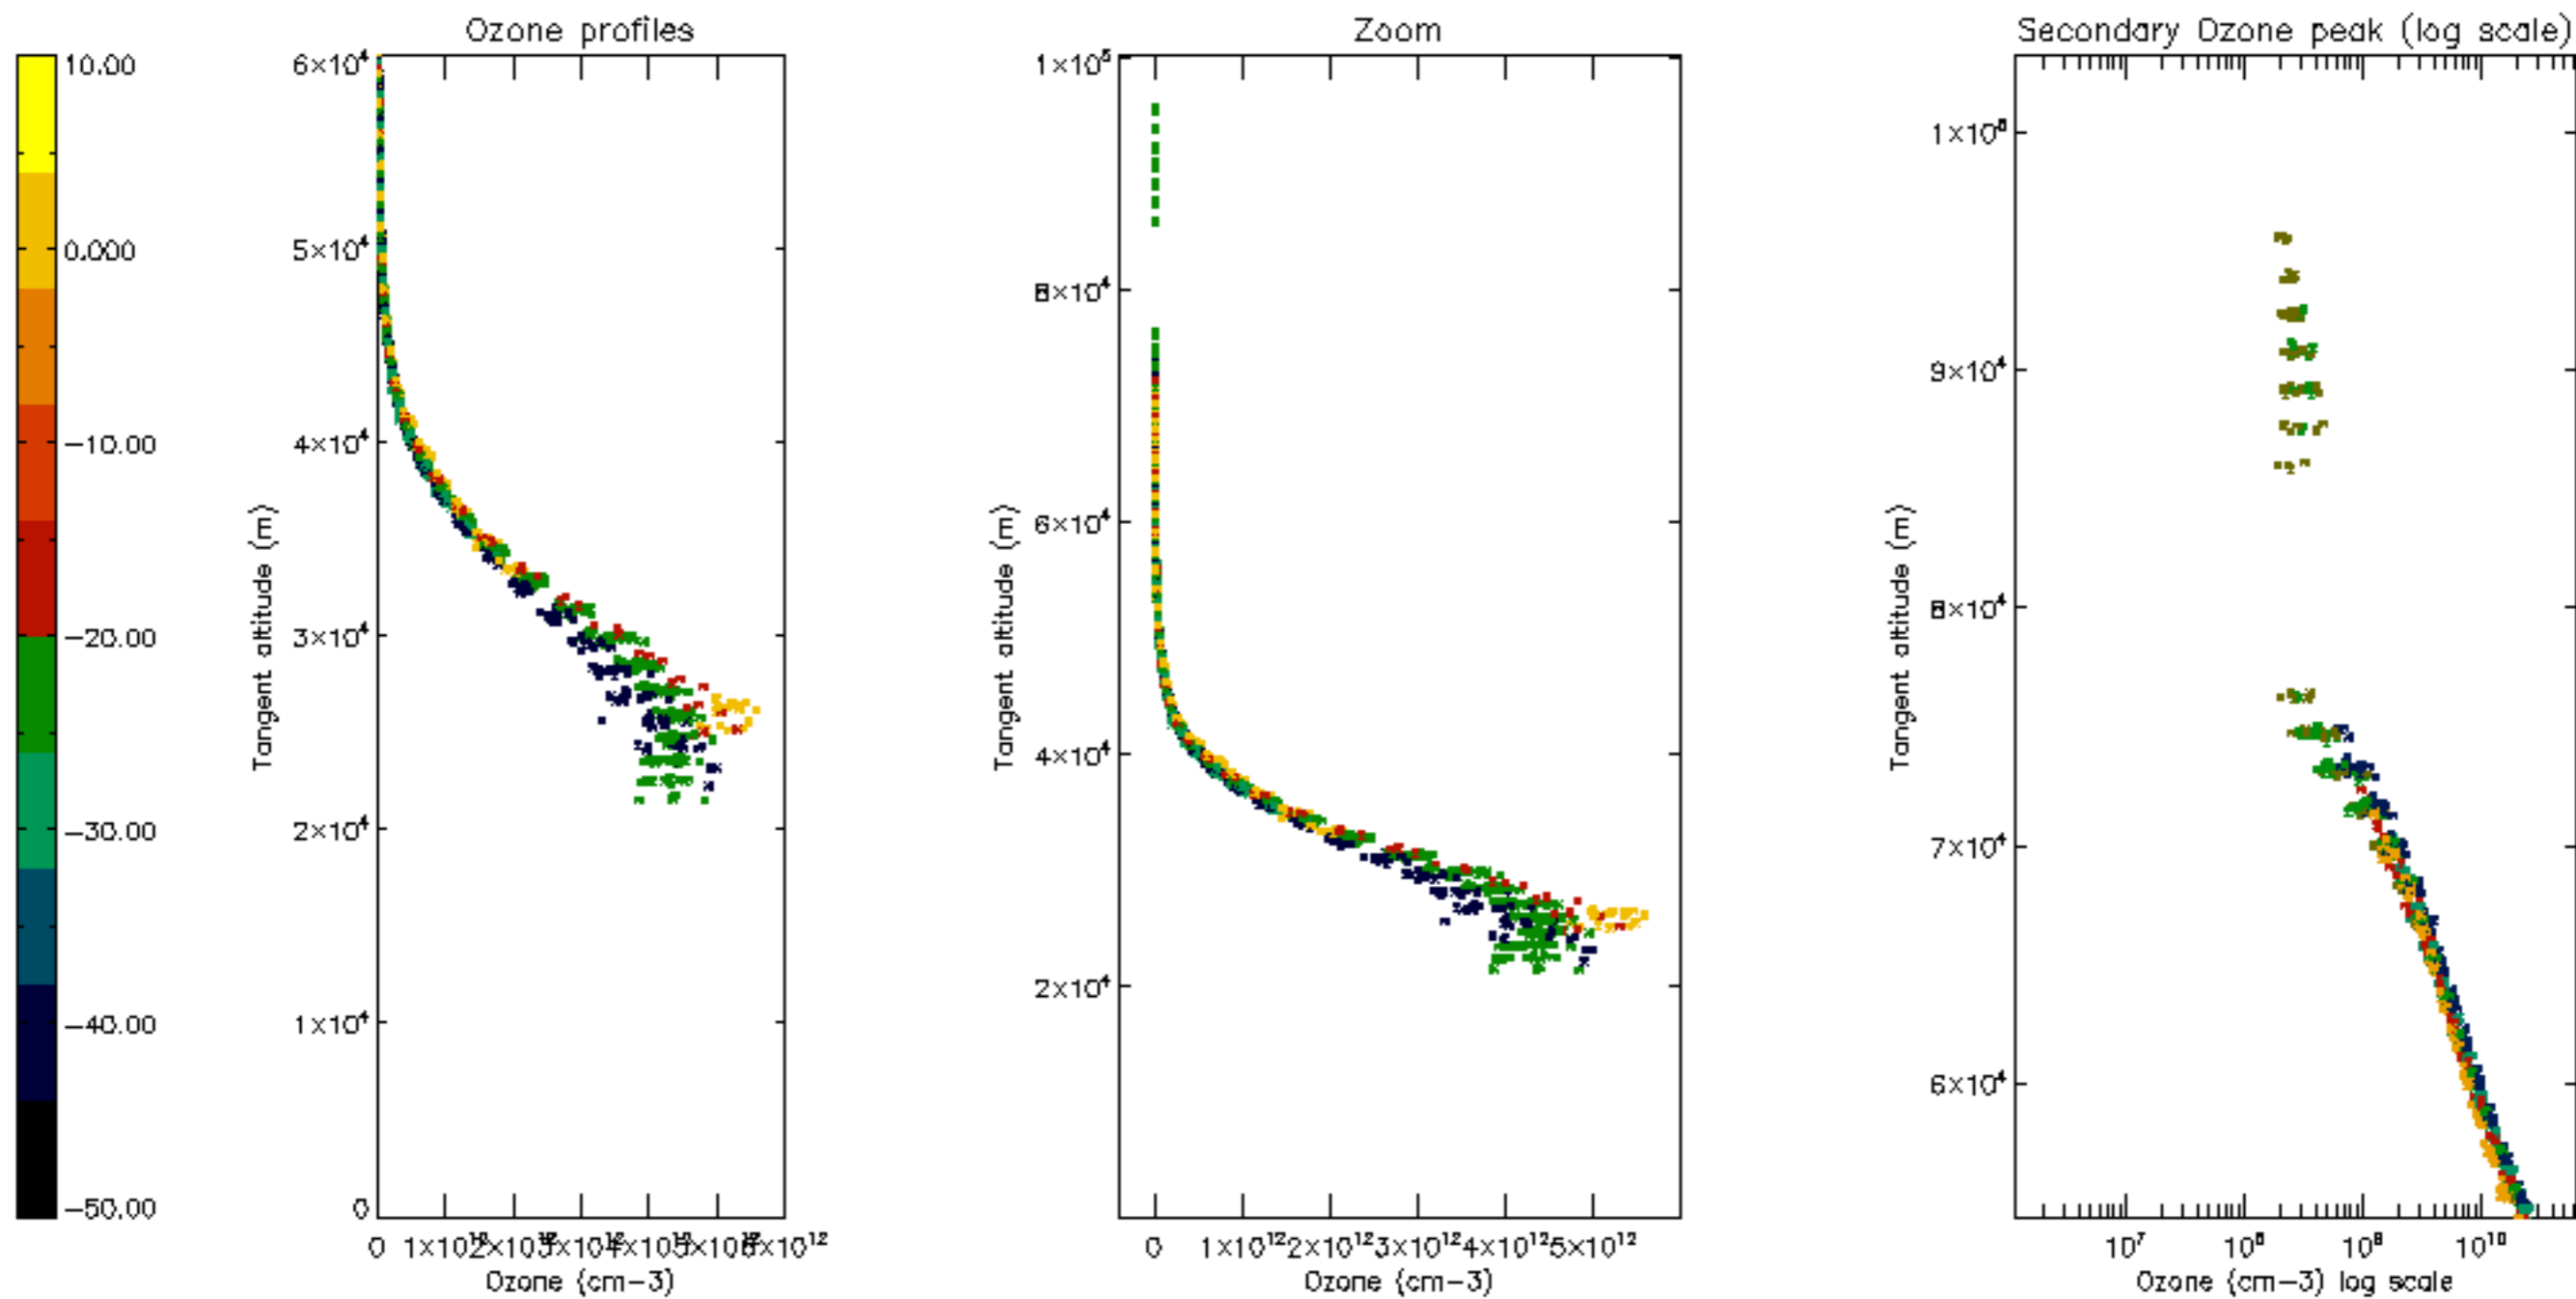 Ozone profiles
Zoom
Secondary Ozone peak (log scale)
10.00
0.000
−10.00
−20.00
−30.00
−40.00
−50.00
6×10⁴
5×10⁴
4×10⁴
3×10⁴
2×10⁴
1×10⁴
0
Tangent altitude (m)
0
Ozone (cm−3)
1×10⁵
8×10⁴
6×10⁴
4×10⁴
2×10⁴
Tangent altitude (m)
0 1×10¹² 2×10¹² 3×10¹² 4×10¹² 5×10¹²
Ozone (cm−3)
9×10⁴
8×10⁴
7×10⁴
6×10⁴
Tangent altitude (m)
10⁷ 10⁸ 10⁹ 10¹⁰
Ozone (cm−3) log scale